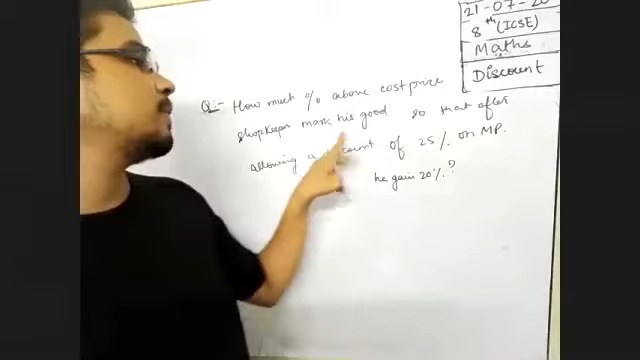 21-07-20
8th (ICSE)
Maths
Discount
Q:- How much % above cost price
shopkeeper mark his good so that after
allowing a of 25% on MP.
he gain 20%?